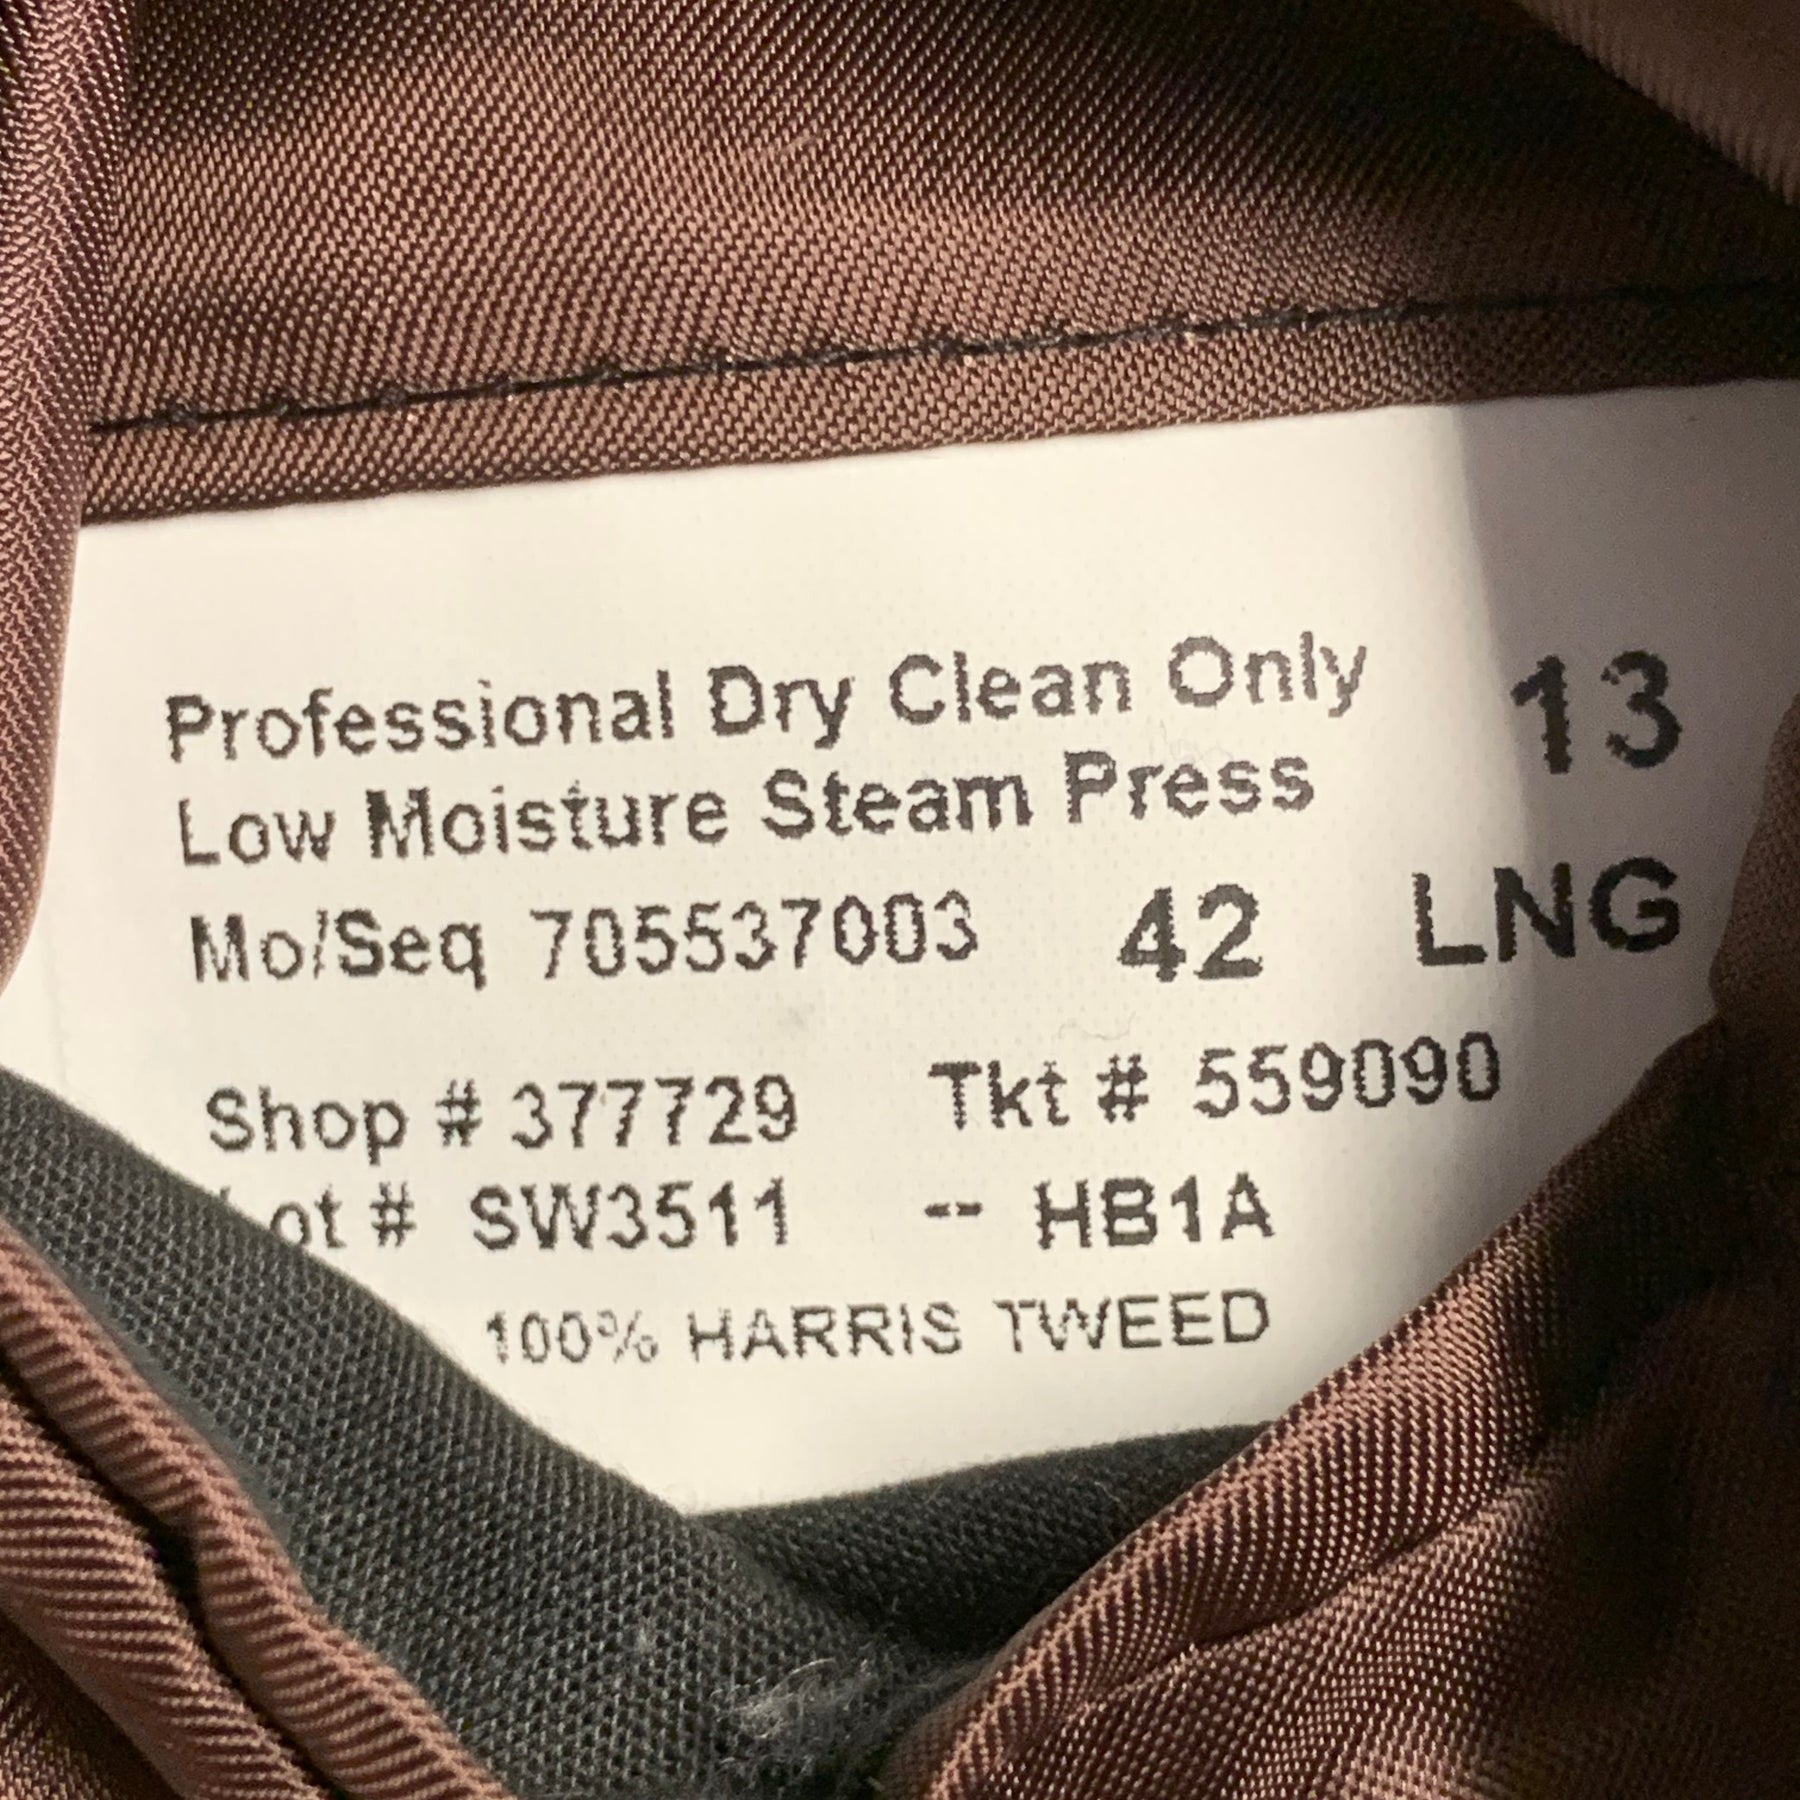 Professional Dry Clean Only 13
Low Moisture Steam Press
Mo/Seq 705537003 42 LNG
Shop # 377729 Tkt # 559090
Lot # SW3511 -- HB1A
100% HARRIS TWEED